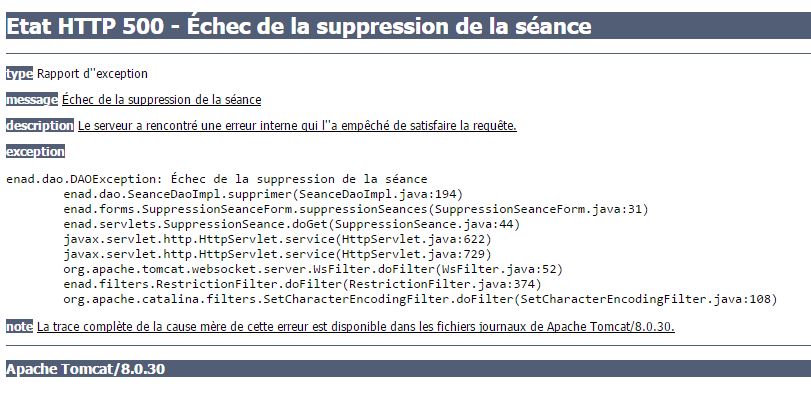 Etat HTTP 500 - Échec de la suppression de la séance
type Rapport d''exception
message Échec de la suppression de la séance
description Le serveur a rencontré une erreur interne qui l''a empêché de satisfaire la requête.
exception
enad.dao.DAOException: Échec de la suppression de la séance
enad.dao.SeanceDaoImpl.supprimer(SeanceDaoImpl.java:194)
enad.forms.SuppressionSeanceForm.suppressionSeances(SuppressionSeanceForm.java:31)
enad.servlets.SuppressionSeance.doGet(SuppressionSeance.java:44)
javax.servlet.http.HttpServlet.service(HttpServlet.java:622)
javax.servlet.http.HttpServlet.service(HttpServlet.java:729)
org.apache.tomcat.websocket.server.WsFilter.doFilter(WsFilter.java:52)
enad.filters.RestrictionFilter.doFilter(RestrictionFilter.java:374)
org.apache.catalina.filters.SetCharacterEncodingFilter.doFilter(SetCharacterEncodingFilter.java:108)
note La trace complète de la cause mère de cette erreur est disponible dans les fichiers journaux de Apache Tomcat/8.0.30.
Apache Tomcat/8.0.30